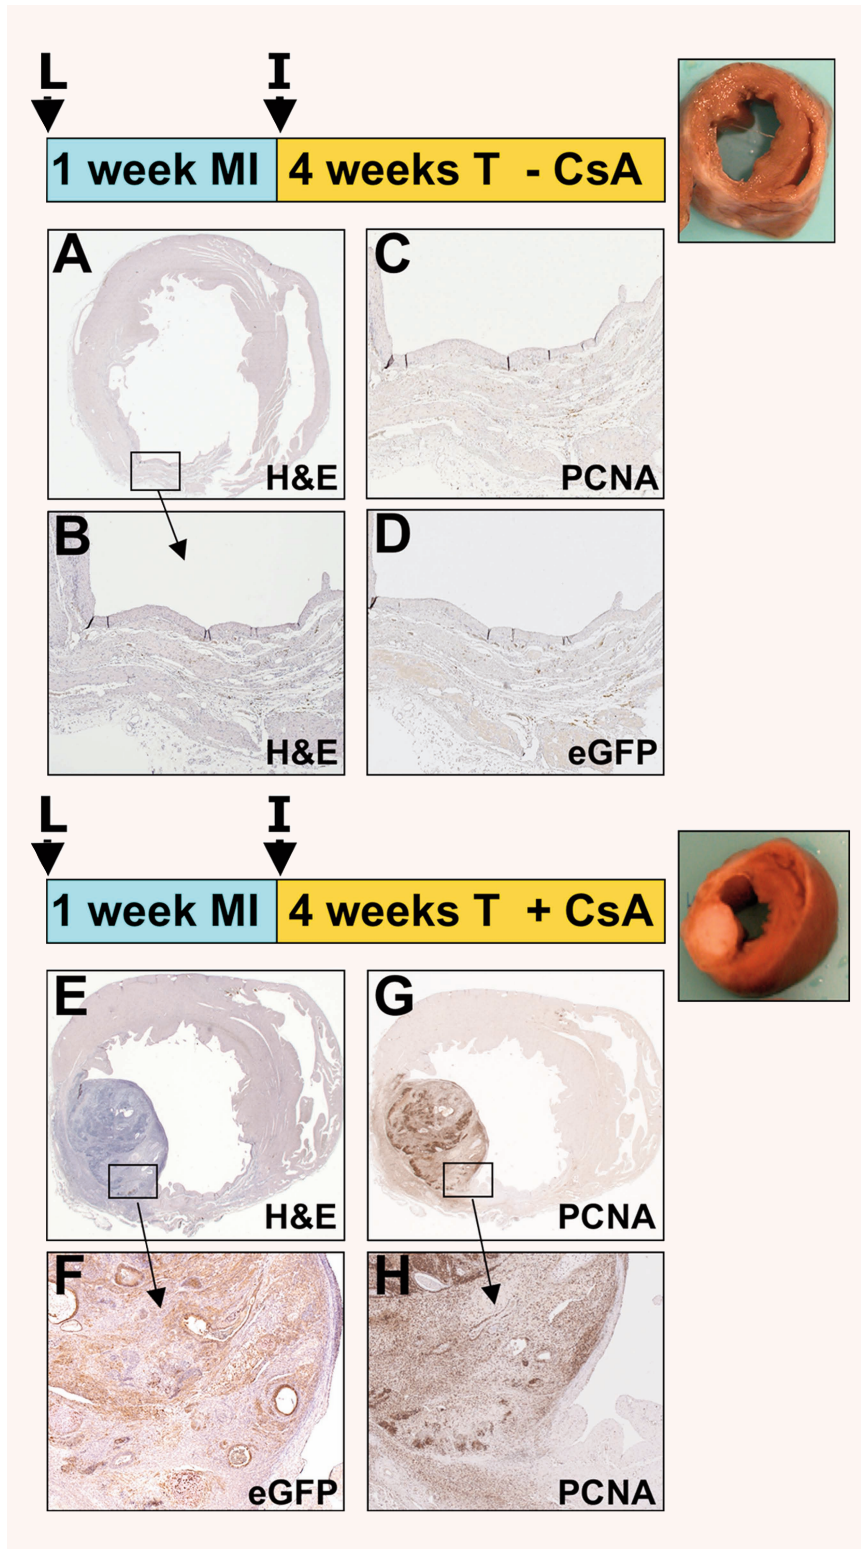 L I
1 week MI 4 weeks T - CsA
A C
H&E PCNA
B D
H&E eGFP
L I
1 week MI 4 weeks T + CsA
E G
H&E PCNA
F H
eGFP PCNA